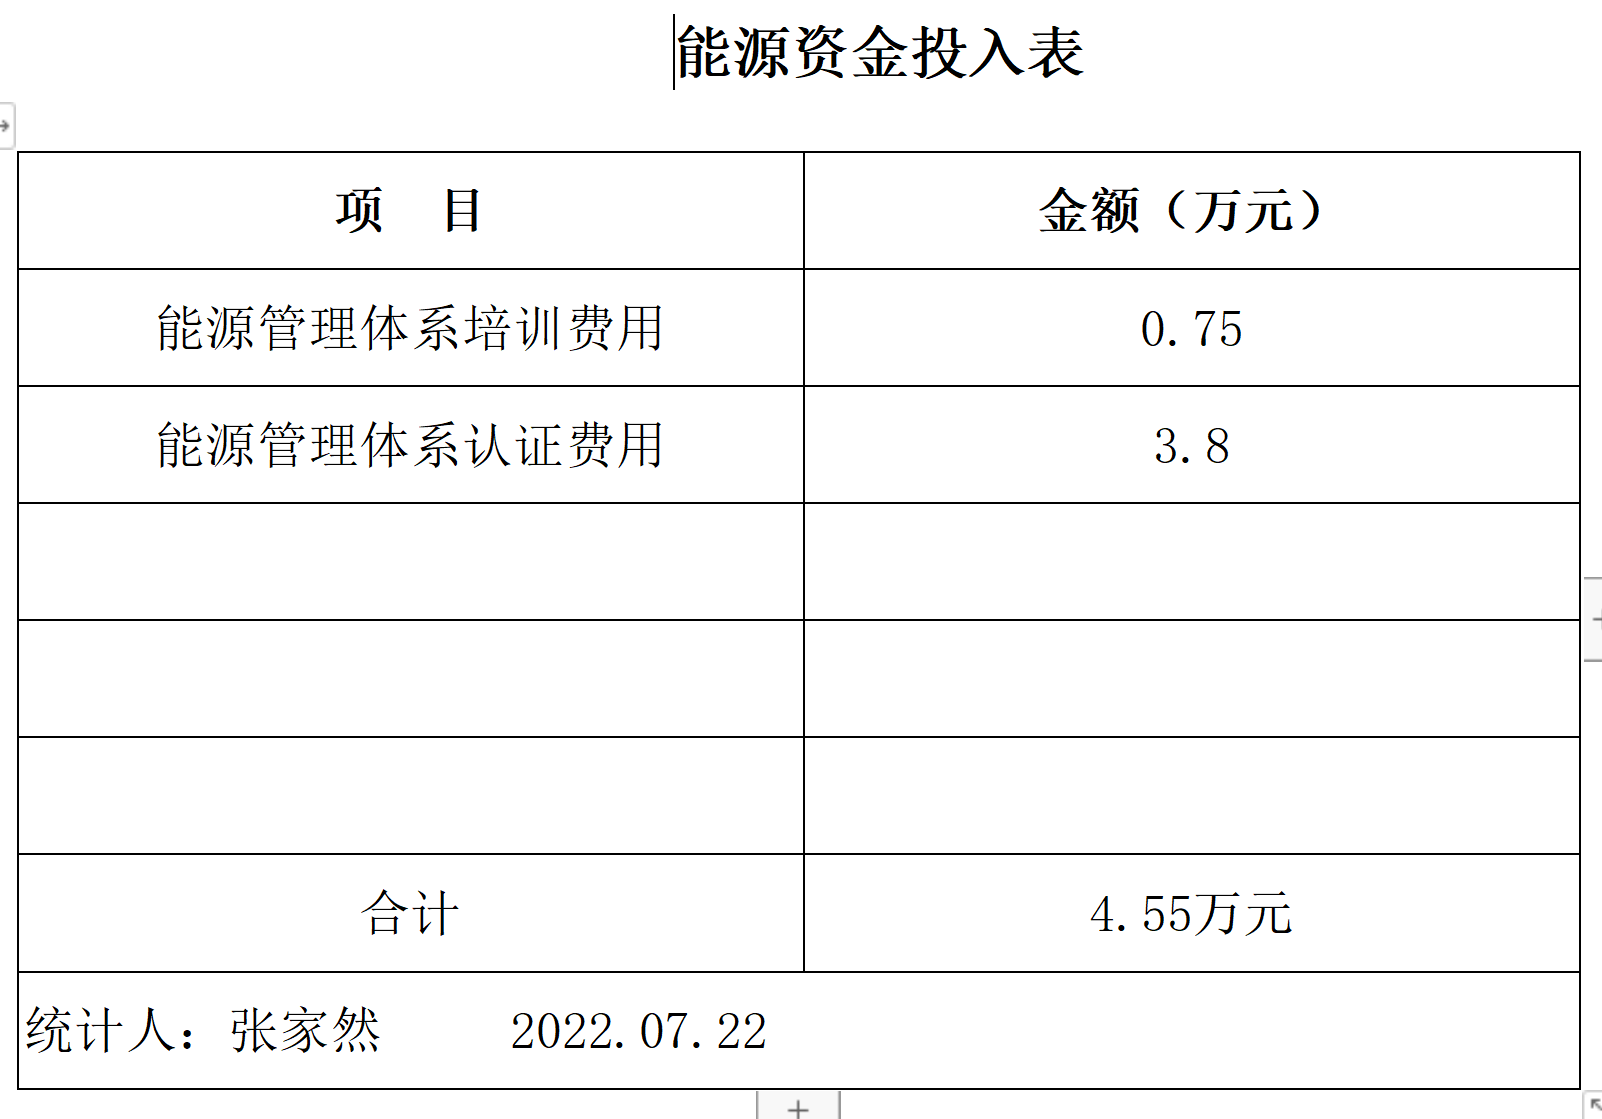 能源资金投入表
项 目 金额（万元）
能源管理体系培训费用 0.75
能源管理体系认证费用 3.8
合计 4.55万元
统计人：张家然 2022.07.22